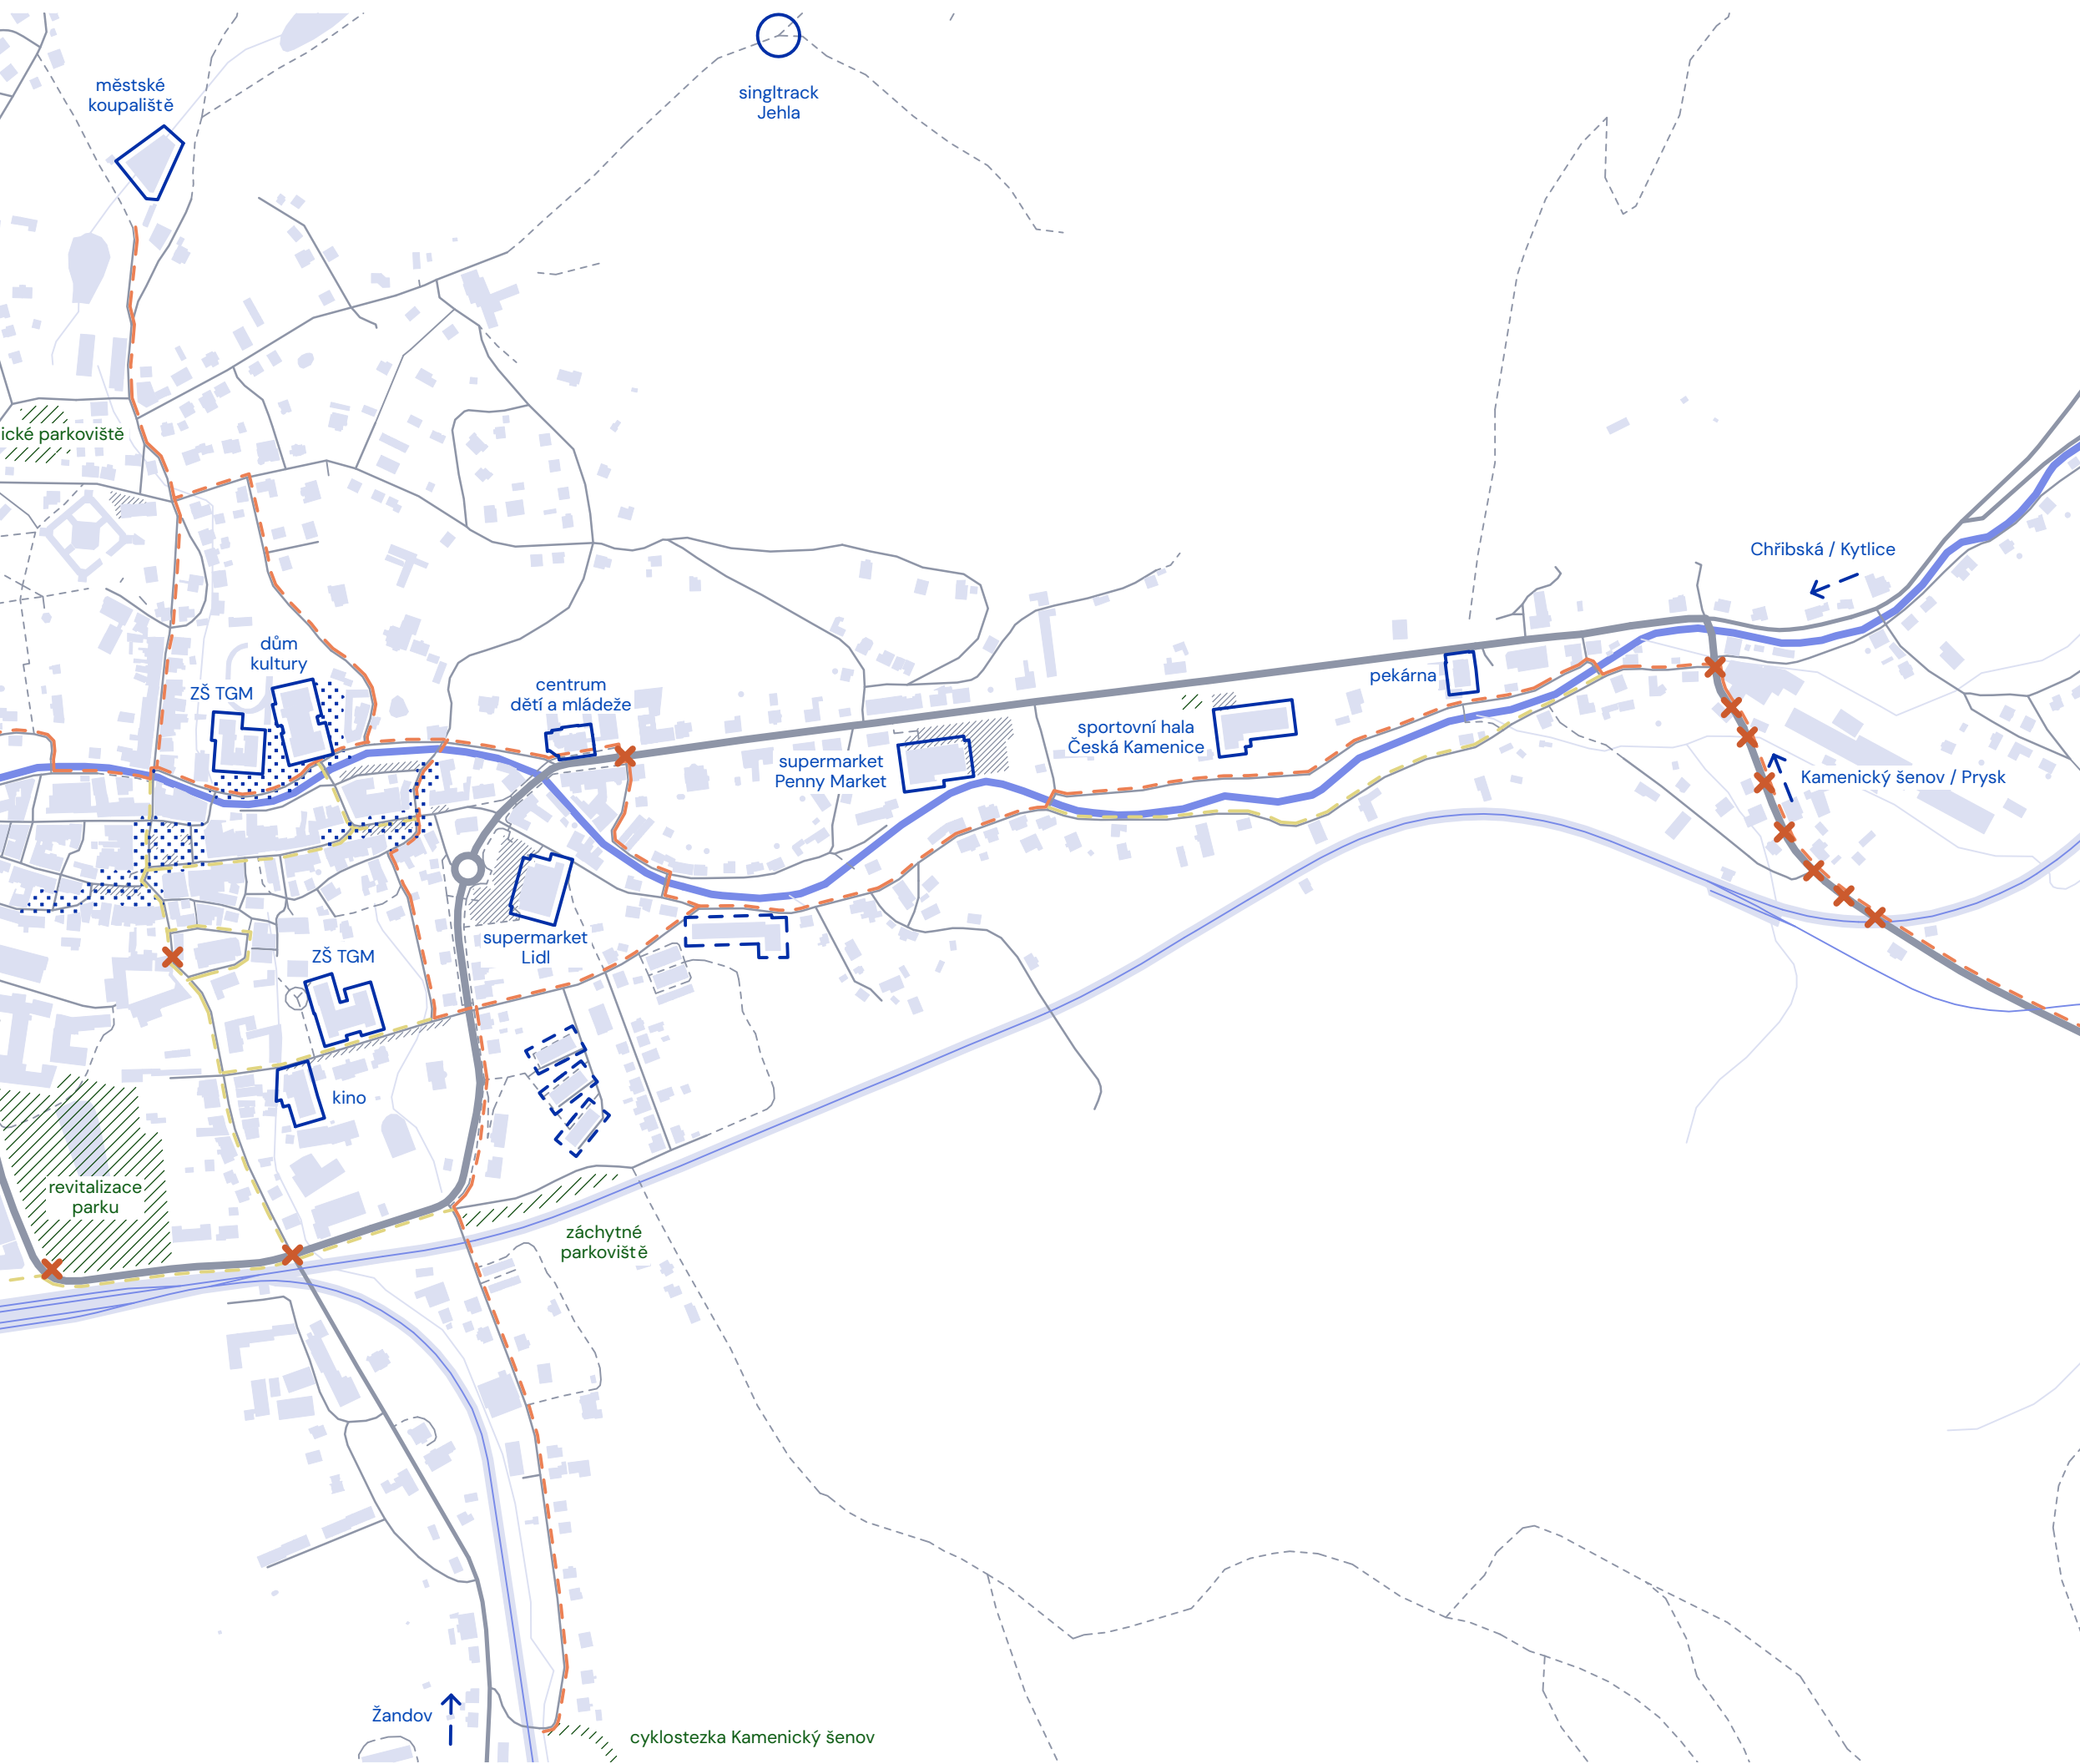 městské
koupaliště
singltrack
Jehla
ické parkoviště
Chřibská / Kytlice
dům
kultury
ZŠ TGM
centrum
dětí a mládeže
pekárna
sportovní hala
Česká Kamenice
supermarket
Penny Market
Kamenický šenov / Prysk
supermarket
Lidl
ZŠ TGM
kino
revitalizace
parku
záchytné
parkoviště
Žandov
cyklostezka Kamenický šenov